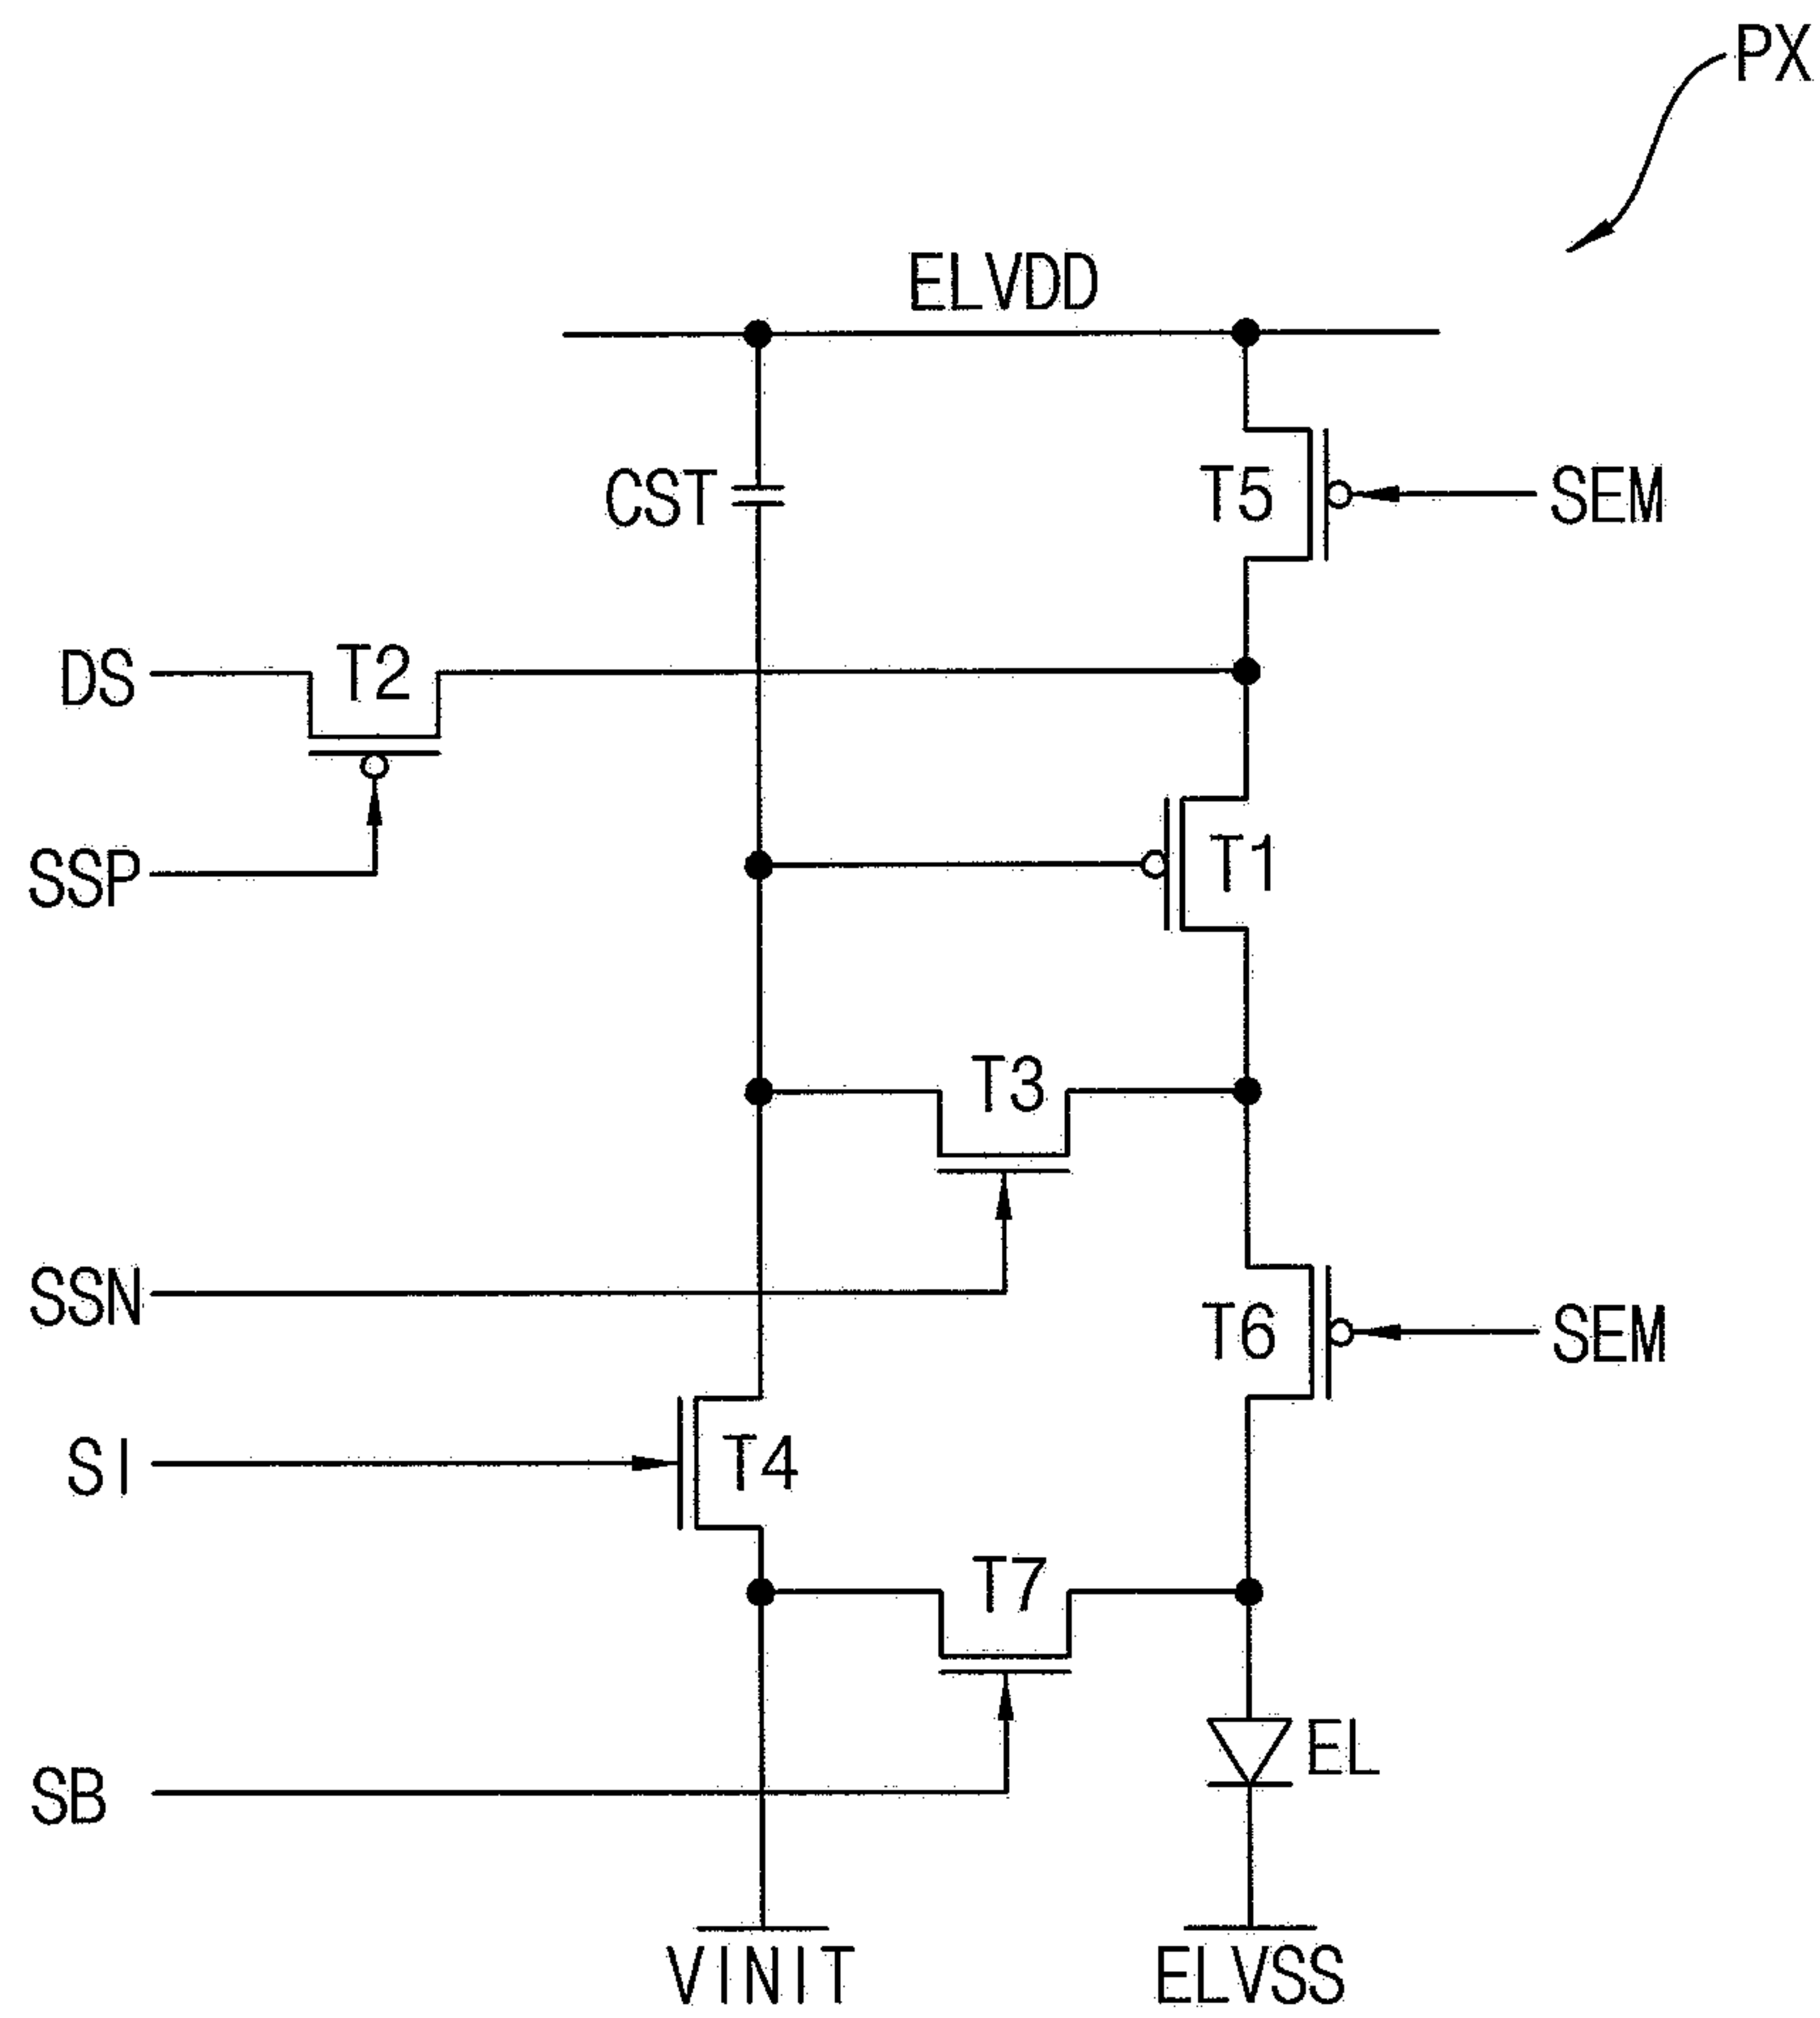 PX
ELVDD
CST
T5
SEM
DS
T2
SSP
T1
T3
SSN
T6
SEM
SI
T4
T7
SB
EL
VINIT
ELVSS